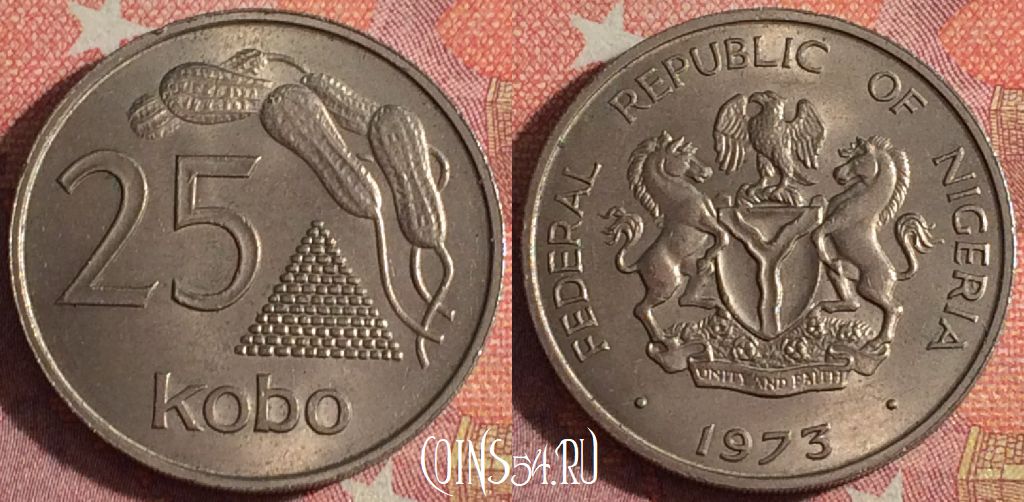 25
kobo
FEDERAL REPUBLIC OF NIGERIA
UNITY AND FAITH
1973
COINS54.RU